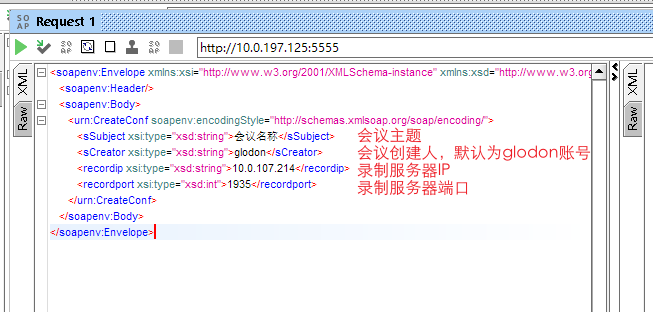 SO AP Request 1
http://10.0.197.125:5555
XML
Raw
<soapenv:Envelope xmlns:xsi="http://www.w3.org/2001/XMLSchema-instance" xmlns:xsd="http://www.w3.org/200
<soapenv:Header/>
<soapenv:Body>
<urn:CreateConf soapenv:encodingStyle="http://schemas.xmlsoap.org/soap/encoding/">
<sSubject xsi:type="xsd:string">会议名称</sSubject> 会议主题
<sCreator xsi:type="xsd:string">glodon</sCreator> 会议创建人，默认为glodon账号
<recordip xsi:type="xsd:string">10.0.107.214</recordip> 录制服务器IP
<recordport xsi:type="xsd:int">1935</recordport> 录制服务器端口
</urn:CreateConf>
</soapenv:Body>
</soapenv:Envelope>
XML
Raw